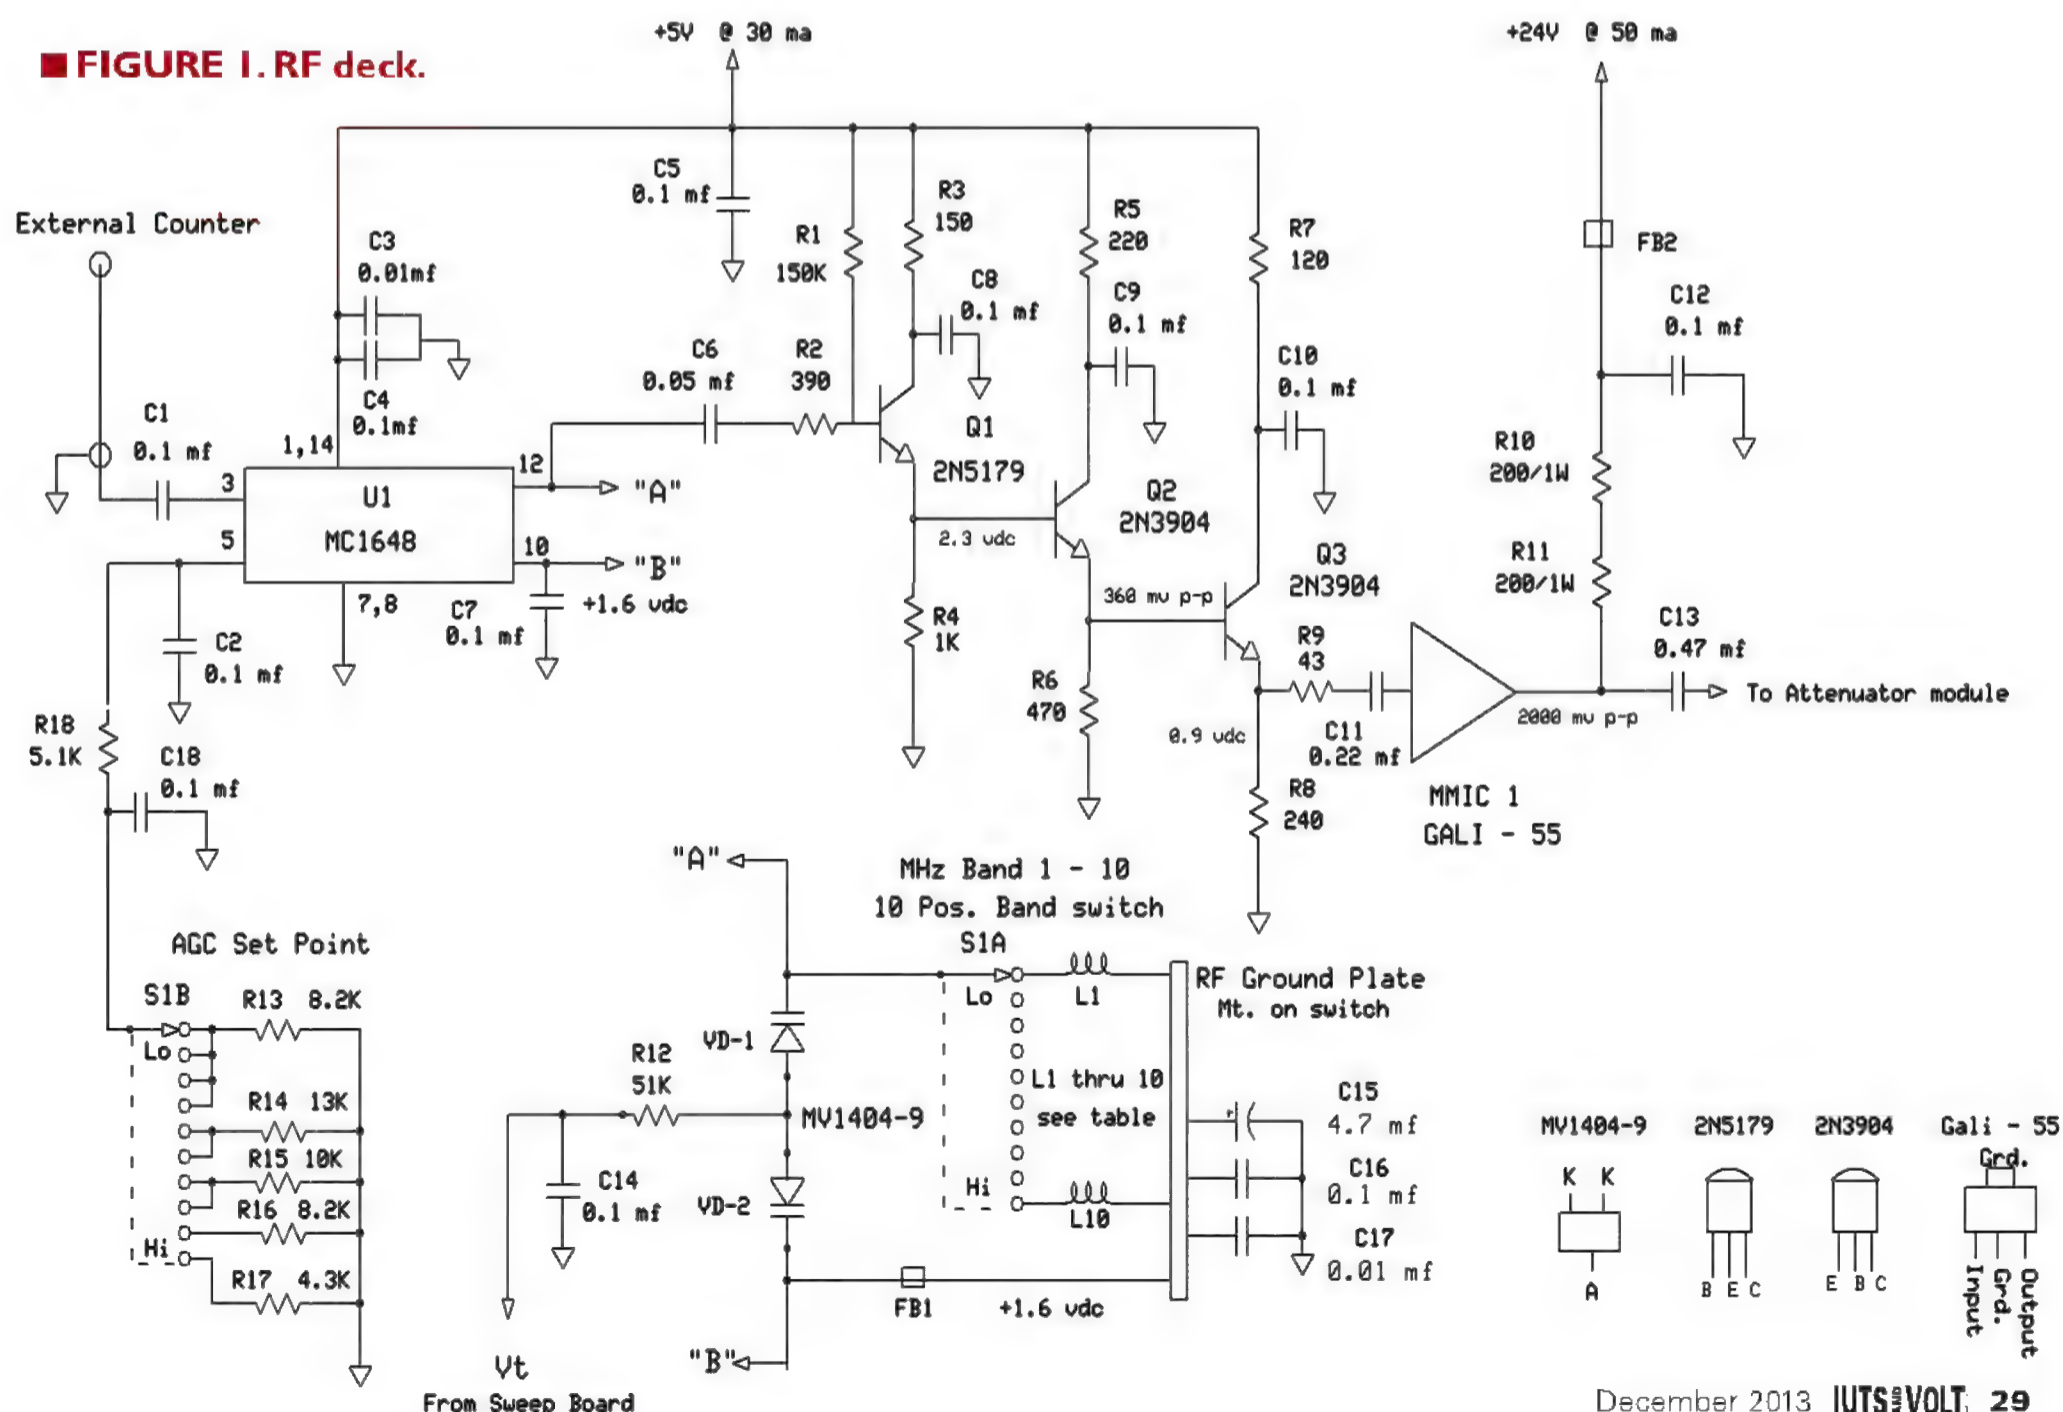 FIGURE 1. RF deck.
+5V @ 30 ma
+24V @ 50 ma
External Counter
C3
0.01mf
C4
0.1mf
C1
0.1 mf
1,14
3
5
U1
MC1648
12
"A"
10
"B"
+1.6 vdc
7,8
C7
0.1 mf
C2
0.1 mf
R18
5.1K
C18
0.1 mf
C5
0.1 mf
R1
150K
R3
150
C8
0.1 mf
C6
0.05 mf
R2
390
Q1
2N5179
2.3 vdc
R4
1K
R5
220
C9
0.1 mf
Q2
2N3904
360 mv p-p
R6
470
R7
120
C10
0.1 mf
Q3
2N3904
R9
43
C11
0.22 mf
0.9 vdc
R8
240
MMIC 1
GALI - 55
FB2
C12
0.1 mf
R10
200/1W
R11
200/1W
C13
0.47 mf
2000 mv p-p
To Attenuator module
AGC Set Point
S1B
Lo
Hi
R13 8.2K
R14 13K
R15 10K
R16 8.2K
R17 4.3K
"A"
VD-1
R12
51K
MV1404-9
C14
0.1 mf
VD-2
Vt
From Sweep Board
"B"
FB1
+1.6 vdc
MHz Band 1 - 10
10 Pos. Band switch
S1A
Lo
L1
L1 thru 10
see table
Hi
L10
RF Ground Plate
Mt. on switch
C15
4.7 mf
C16
0.1 mf
C17
0.01 mf
MV1404-9
K K
A
2N5179
B E C
2N3904
E B C
Gali - 55
Grd.
Input
Grd.
Output
December 2013 NUTS AND VOLTS 29